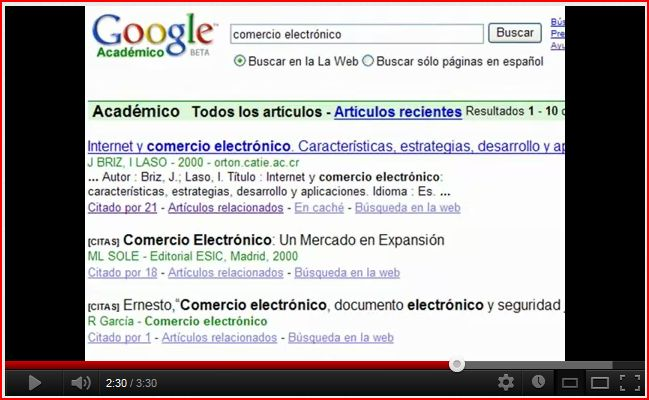 Google™
Académico BETA
comercio electrónico
Buscar
Bús
Pre
Ayu
Buscar en la La Web Buscar sólo páginas en español
Académico Todos los artículos - Artículos recientes Resultados 1 - 10
Internet y comercio electrónico. Características, estrategias, desarrollo y ap
J BRIZ, I LASO - 2000 - orton.catie.ac.cr
... Autor : Briz, J.; Laso, I. Título : Internet y comercio electrónico:
características, estrategias, desarrollo y aplicaciones. Idioma : Es. ...
Citado por 21 - Artículos relacionados - En caché - Búsqueda en la web
[CITAS] Comercio Electrónico: Un Mercado en Expansión
ML SOLE - Editorial ESIC, Madrid, 2000
Citado por 18 - Artículos relacionados - Búsqueda en la web
[CITAS] Ernesto,“Comercio electrónico, documento electrónico y seguridad
R García - Comercio electrónico
Citado por 1 - Artículos relacionados - Búsqueda en la web
2:30 / 3:30